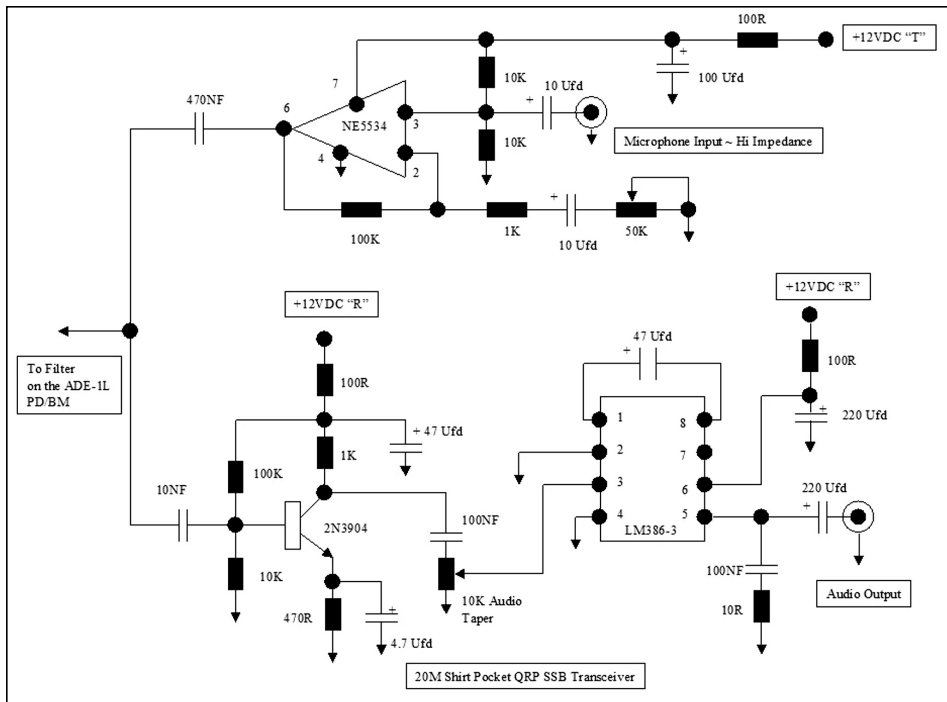 100R
+12VDC “T”
7
10K
+
100 Ufd
470NF
6
10 Ufd
+
NE5534
3
4
10K
Microphone Input ~ Hi Impedance
2
+
100K
1K
10 Ufd
50K
+12VDC “R”
+12VDC “R”
47 Ufd
+
100R
100R
To Filter
on the ADE-1L
PD/BM
+ 47 Ufd
1
8
+
220 Ufd
1K
2
7
100K
10NF
3
6
220 Ufd
+
2N3904
100NF
4
5
LM386-3
10K
100NF
10K Audio
Taper
Audio Output
470R
+
4.7 Ufd
10R
20M Shirt Pocket QRP SSB Transceiver